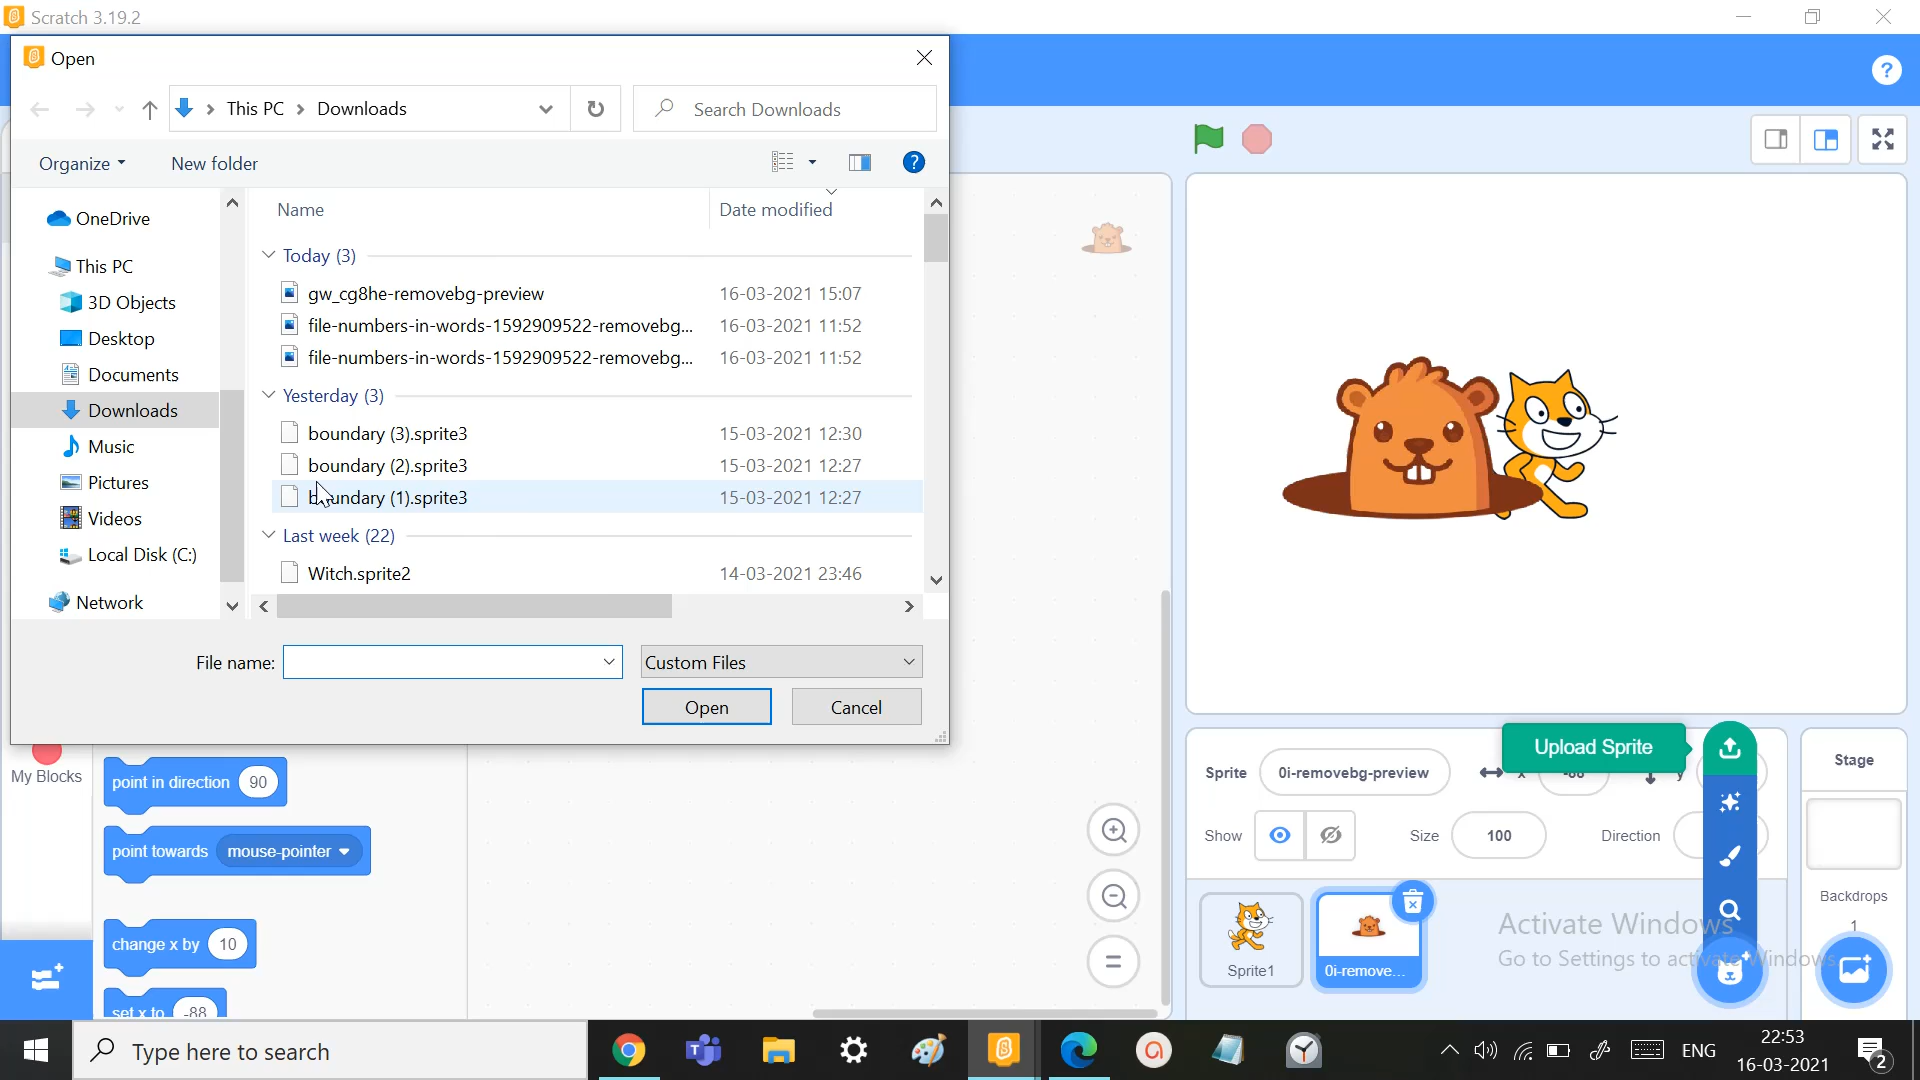 Scratch 3.19.2
Open
This PC
Downloads
Search Downloads
Organize
New folder
Name
Date modified
OneDrive
This PC
3D Objects
Desktop
Documents
Downloads
Music
Pictures
Videos
Local Disk (C:)
Network
Today (3)
gw_cg8he-removebg-preview 16-03-2021 15:07
file-numbers-in-words-1592909522-removebg... 16-03-2021 11:52
file-numbers-in-words-1592909522-removebg... 16-03-2021 11:52
Yesterday (3)
boundary (3).sprite3 15-03-2021 12:30
boundary (2).sprite3 15-03-2021 12:27
boundary (1).sprite3 15-03-2021 12:27
Last week (22)
Witch.sprite2 14-03-2021 23:46
File name:
Custom Files
Open
Cancel
My Blocks
point in direction 90
point towards mouse-pointer
change x by 10
set x to -88
Upload Sprite
Sprite 0i-removebg-preview x -88 y
Show
Size 100 Direction
Sprite1
0i-remove...
Stage
Backdrops
1
Activate Windows
Go to Settings to activate Windows.
Type here to search
ENG
22:53
16-03-2021
2